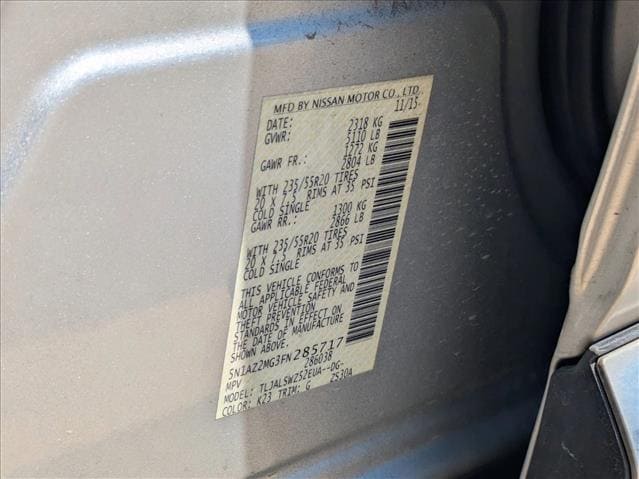 MFD BY NISSAN MOTOR CO., LTD.
DATE: 11/15
GVWR: 2318 KG
5110 LB
GAWR FR.: 1272 KG
2804 LB
WITH 235/55R20 TIRES
20 X 7.5 RIMS AT 35 PSI
COLD SINGLE
GAWR RR.: 1300 KG
2866 LB
WITH 235/55R20 TIRES
20 X 7.5 RIMS AT 35 PSI
COLD SINGLE
THIS VEHICLE CONFORMS TO
ALL APPLICABLE FEDERAL
MOTOR VEHICLE SAFETY AND
THEFT PREVENTION
STANDARDS IN EFFECT ON
THE DATE OF MANUFACTURE
SHOWN ABOVE.
5N1AZ2MG3FN285717
MPV 286038
MODEL: TLJALSWZ52EUA--DG-
COLOR: K23 TRIM: G ZS30A